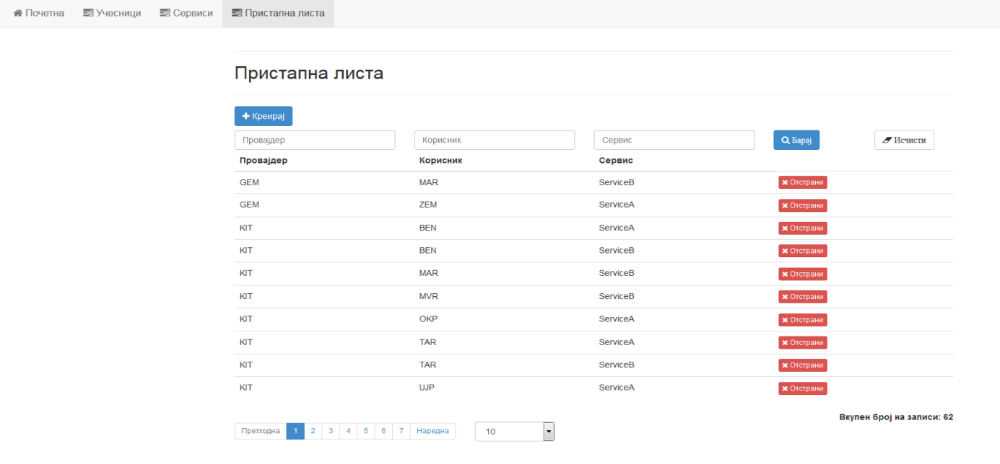 Почетна Учесници Сервиси Пристапна листа
Пристапна листа
Креирај
Провајдер Корисник Сервис Барај Исчисти
Провајдер Корисник Сервис
GEM MAR ServiceB Отстрани
GEM ZEM ServiceA Отстрани
KIT BEN ServiceA Отстрани
KIT BEN ServiceB Отстрани
KIT MAR ServiceB Отстрани
KIT MVR ServiceB Отстрани
KIT OKP ServiceA Отстрани
KIT TAR ServiceA Отстрани
KIT TAR ServiceB Отстрани
KIT UJP ServiceA Отстрани
Вкупен број на записи: 62
Претходна 1 2 3 4 5 6 7 Наредна 10